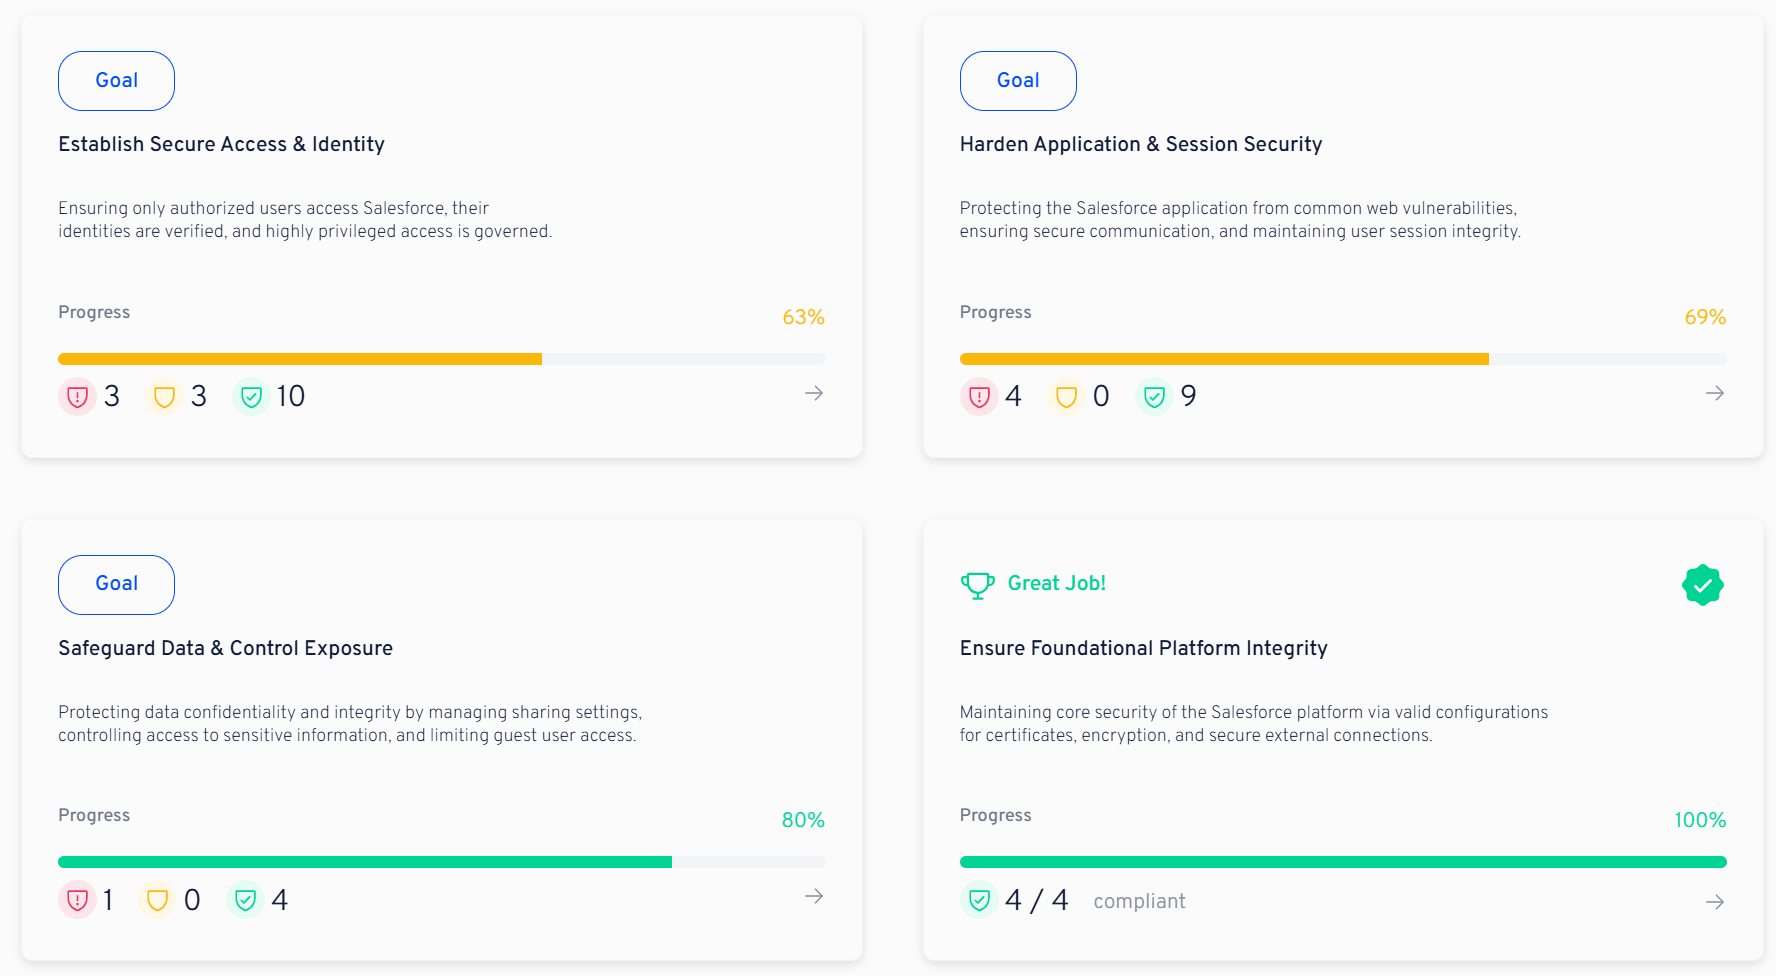 Goal
Establish Secure Access & Identity
Ensuring only authorized users access Salesforce, their
identities are verified, and highly privileged access is governed.
Progress
63%
3 3 10
Goal
Harden Application & Session Security
Protecting the Salesforce application from common web vulnerabilities,
ensuring secure communication, and maintaining user session integrity.
Progress
69%
4 0 9
Goal
Safeguard Data & Control Exposure
Protecting data confidentiality and integrity by managing sharing settings,
controlling access to sensitive information, and limiting guest user access.
Progress
80%
1 0 4
Great Job!
Ensure Foundational Platform Integrity
Maintaining core security of the Salesforce platform via valid configurations
for certificates, encryption, and secure external connections.
Progress
100%
4 / 4 compliant